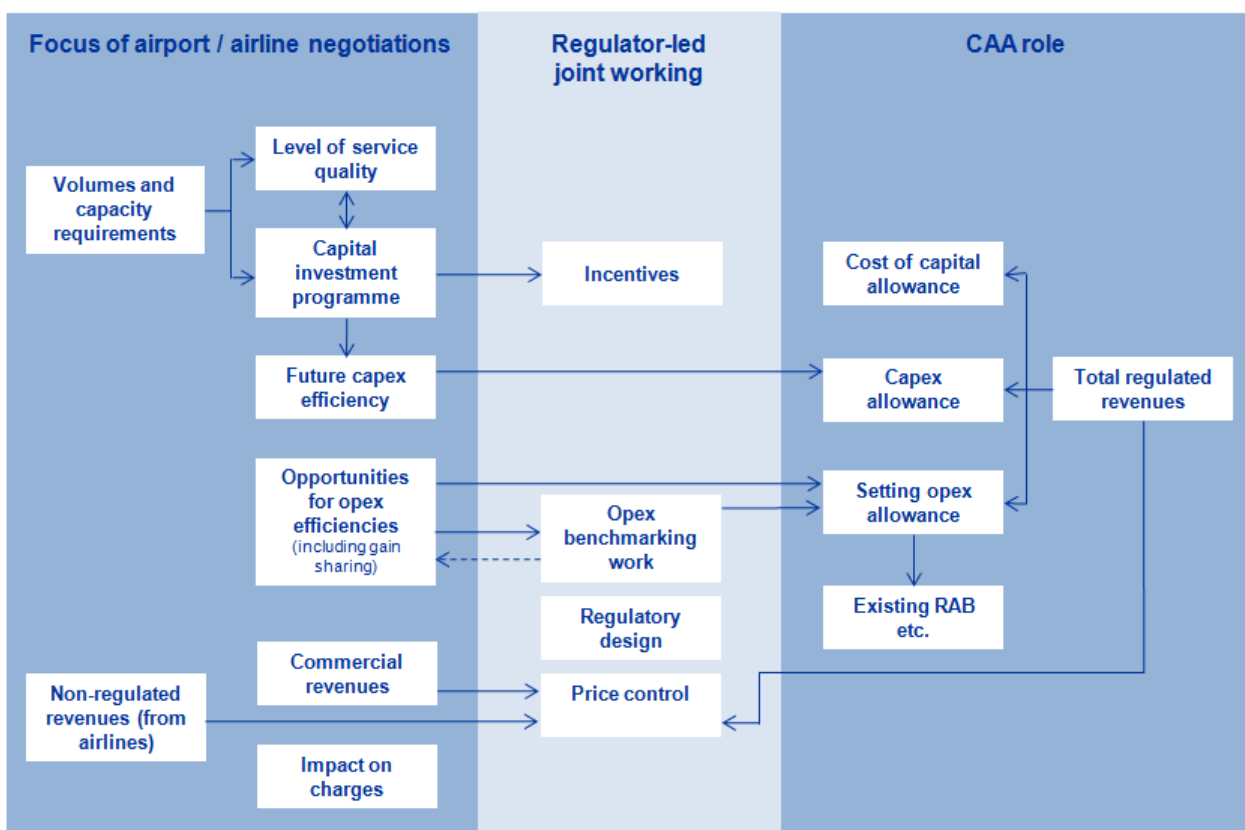 Focus of airport / airline negotiations
Regulator-led
joint working
CAA role
Level of service
quality
Volumes and
capacity
requirements
Capital
investment
programme
Incentives
Cost of capital
allowance
Future capex
efficiency
Capex
allowance
Total regulated
revenues
Opportunities
for opex
efficiencies
(including gain
sharing)
Opex
benchmarking
work
Setting opex
allowance
Regulatory
design
Existing RAB
etc.
Commercial
revenues
Non-regulated
revenues (from
airlines)
Price control
Impact on
charges